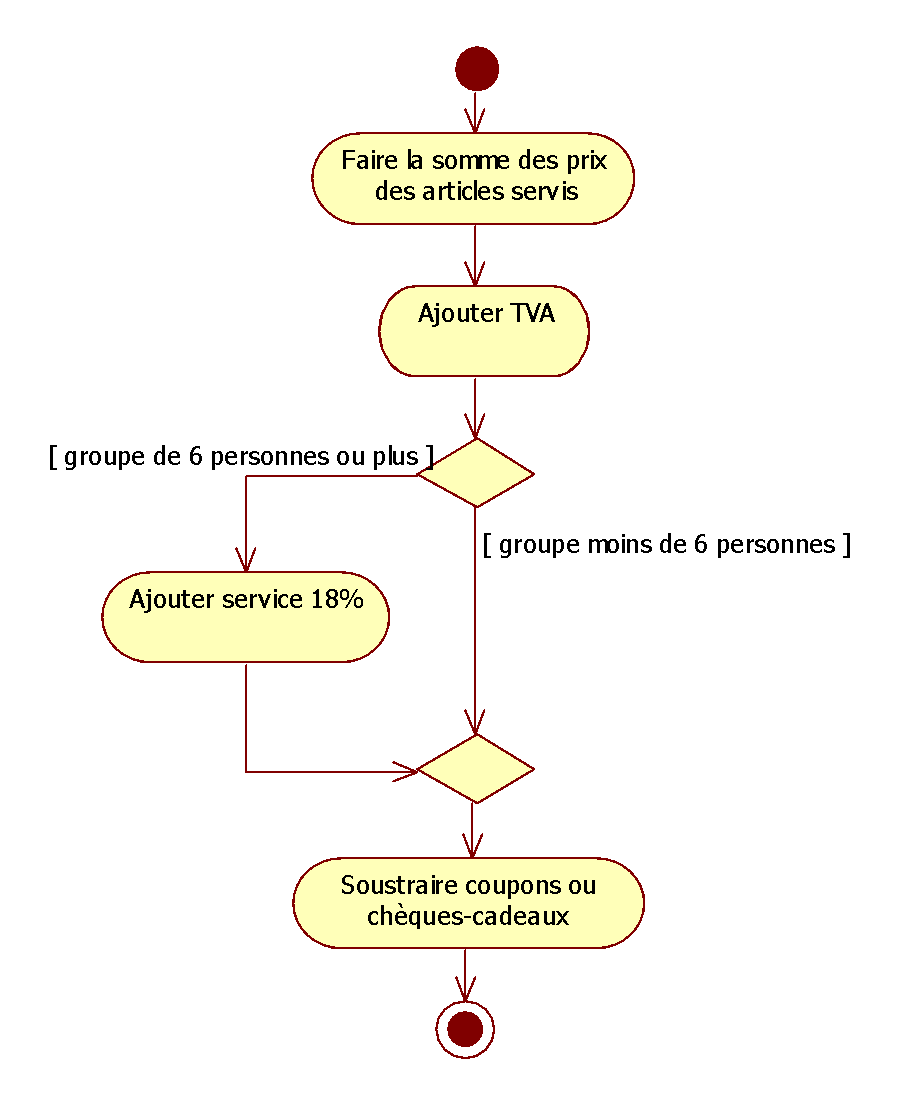 Faire la somme des prix
des articles servis
Ajouter TVA
[ groupe de 6 personnes ou plus ]
[ groupe moins de 6 personnes ]
Ajouter service 18%
Soustraire coupons ou
chèques-cadeaux